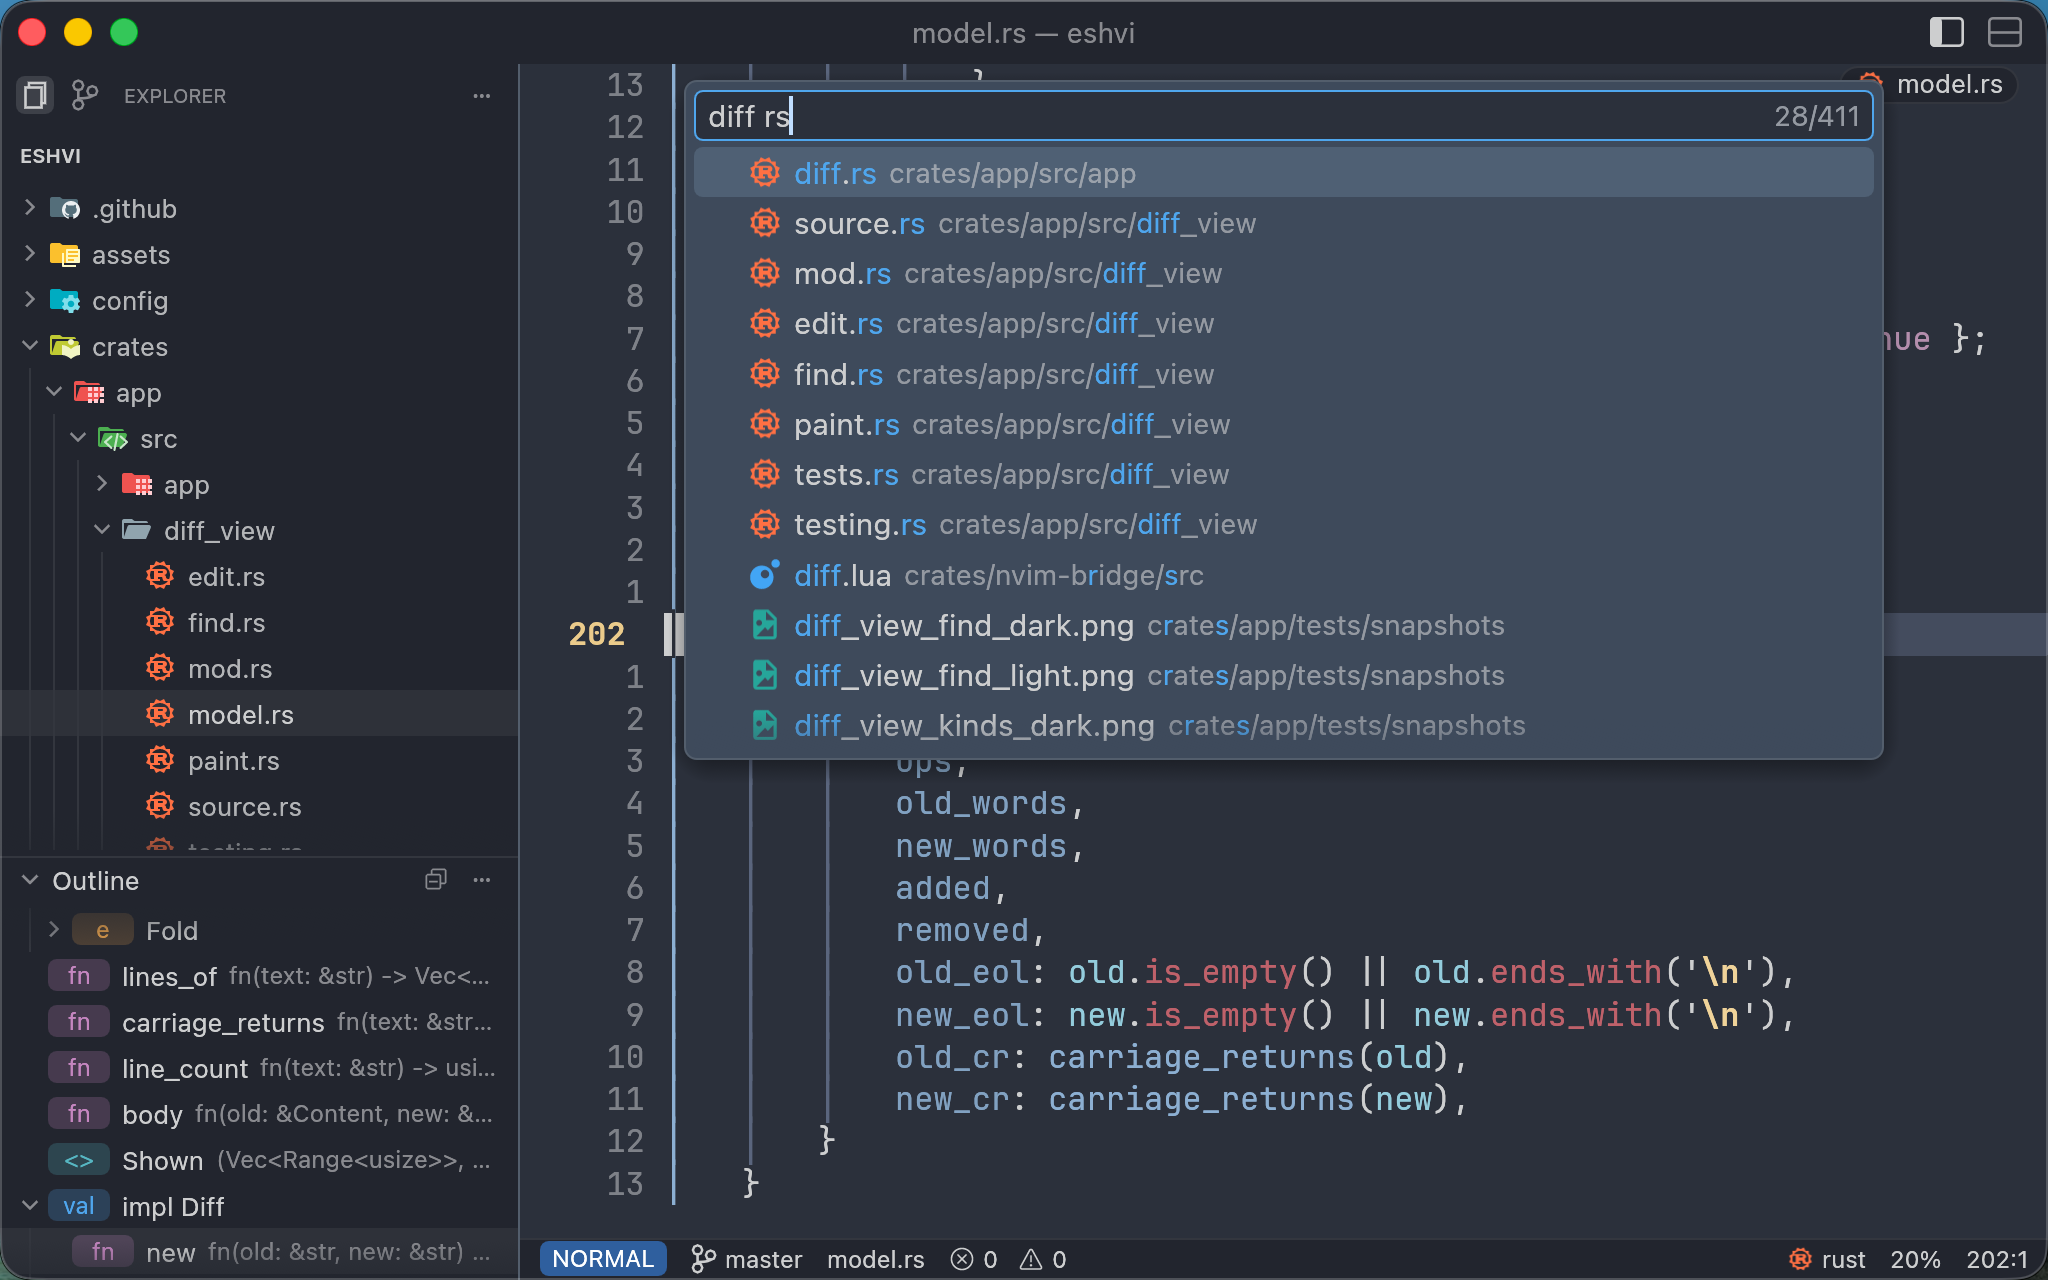 model.rs — eshvi
EXPLORER
ESHVI
.github
assets
config
crates
app
src
app
diff_view
edit.rs
find.rs
mod.rs
model.rs
paint.rs
source.rs
testing.rs
Outline
e Fold
fn lines_of fn(text: &str) -> Vec<...
fn carriage_returns fn(text: &str...
fn line_count fn(text: &str) -> usi...
fn body fn(old: &Content, new: &...
<> Shown (Vec<Range<usize>>, ...
val impl Diff
fn new fn(old: &str, new: &str) ...
model.rs
diff rs 28/411
diff.rs crates/app/src/app
source.rs crates/app/src/diff_view
mod.rs crates/app/src/diff_view
edit.rs crates/app/src/diff_view
find.rs crates/app/src/diff_view
paint.rs crates/app/src/diff_view
tests.rs crates/app/src/diff_view
testing.rs crates/app/src/diff_view
diff.lua crates/nvim-bridge/src
diff_view_find_dark.png crates/app/tests/snapshots
diff_view_find_light.png crates/app/tests/snapshots
diff_view_kinds_dark.png crates/app/tests/snapshots
13 }
12
11
10
9
8
7 };
6
5
4
3
2
1
202
1
2
3 ops,
4 old_words,
5 new_words,
6 added,
7 removed,
8 old_eol: old.is_empty() || old.ends_with('\n'),
9 new_eol: new.is_empty() || new.ends_with('\n'),
10 old_cr: carriage_returns(old),
11 new_cr: carriage_returns(new),
12 }
13 }
NORMAL master model.rs 0 0 rust 20% 202:1